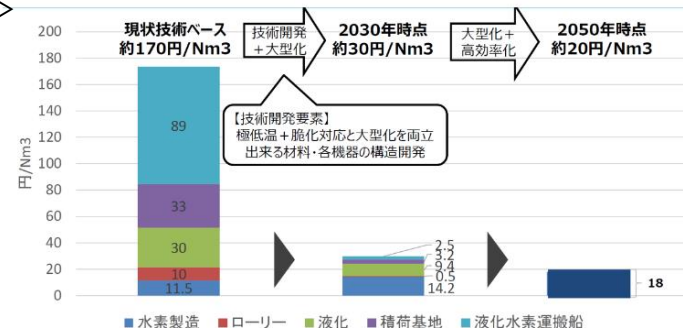 現状技術ベース
約170円/Nm3
技術開発
＋大型化
2030年時点
約30円/Nm3
大型化＋
高効率化
2050年時点
約20円/Nm3
【技術開発要素】
極低温＋脆化対応と大型化を両立
出来る材料・各機器の構造開発
円/Nm3
200
180
160
140
120
100
80
60
40
20
0
89
33
30
10
11.5
2.5
3.2
9.4
0.5
14.2
18
水素製造 ローリー 液化 積荷基地 液化水素運搬船